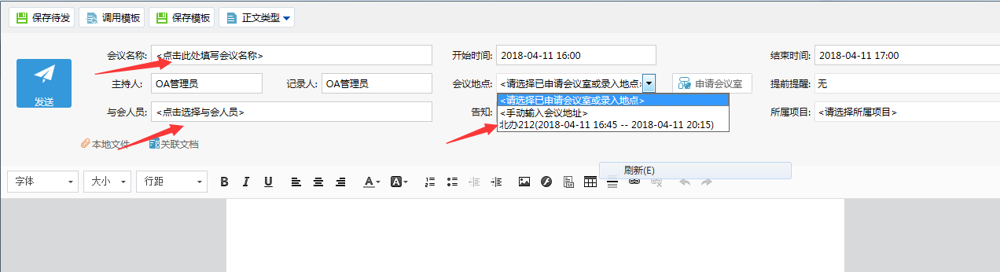 保存待发 调用模板 保存模板 正文类型
会议名称: <点击此处填写会议名称> 开始时间: 2018-04-11 16:00 结束时间: 2018-04-11 17:00
发送
主持人: OA管理员 记录人: OA管理员 会议地点: <请选择已申请会议室或录入地点> 申请会议室 提前提醒: 无
<请选择已申请会议室或录入地点>
与会人员: <点击选择与会人员> 告知: <手动输入会议地址> 所属项目: <请选择所属项目>
北办212(2018-04-11 16:45 -- 2018-04-11 20:15)
本地文件 关联文档
刷新(E)
字体 大小 行距 B I U A A